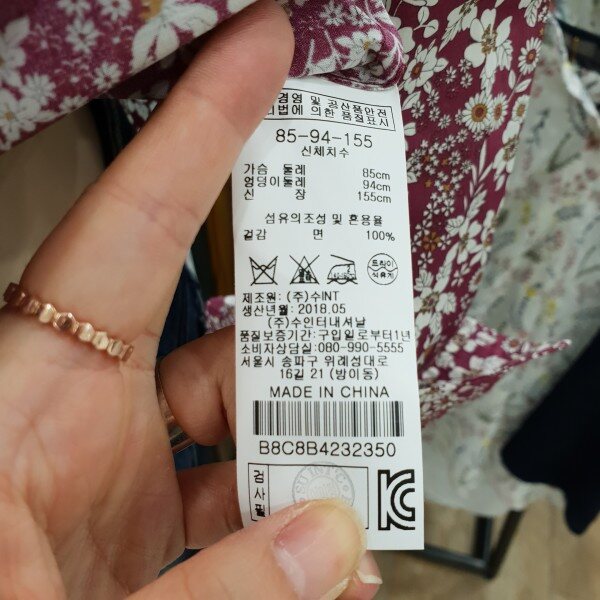 및 공산품안전
법에 의한 품질표시
85-94-155
신체치수
가슴 둘레 85cm
엉덩이둘레 94cm
신 장 155cm
섬유의조성 및 혼용율
겉감 면 100%
드라이
제조원: (주)수INT
생산년월: 2018.05
(주)수인터내셔날
품질보증기간: 구입일로부터1년
소비자상담실:080-990-5555
서울시 송파구 위례성대로
16길 21 (방이동)
MADE IN CHINA
B8C8B4232350
검
사
필